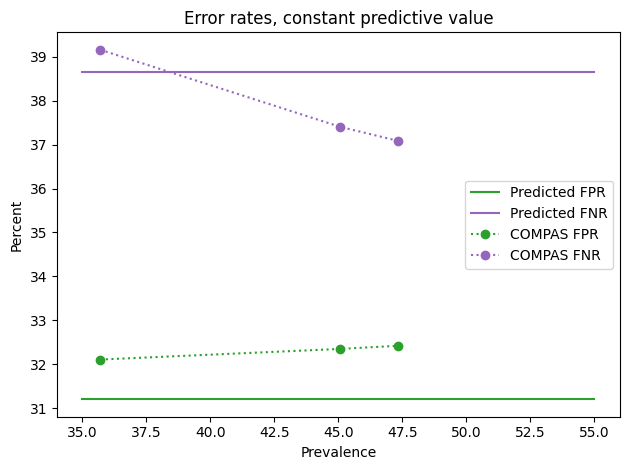 Error rates, constant predictive value
39
38
37
36
35
34
33
32
31
Percent
Predicted FPR
Predicted FNR
COMPAS FPR
COMPAS FNR
35.0 37.5 40.0 42.5 45.0 47.5 50.0 52.5 55.0
Prevalence